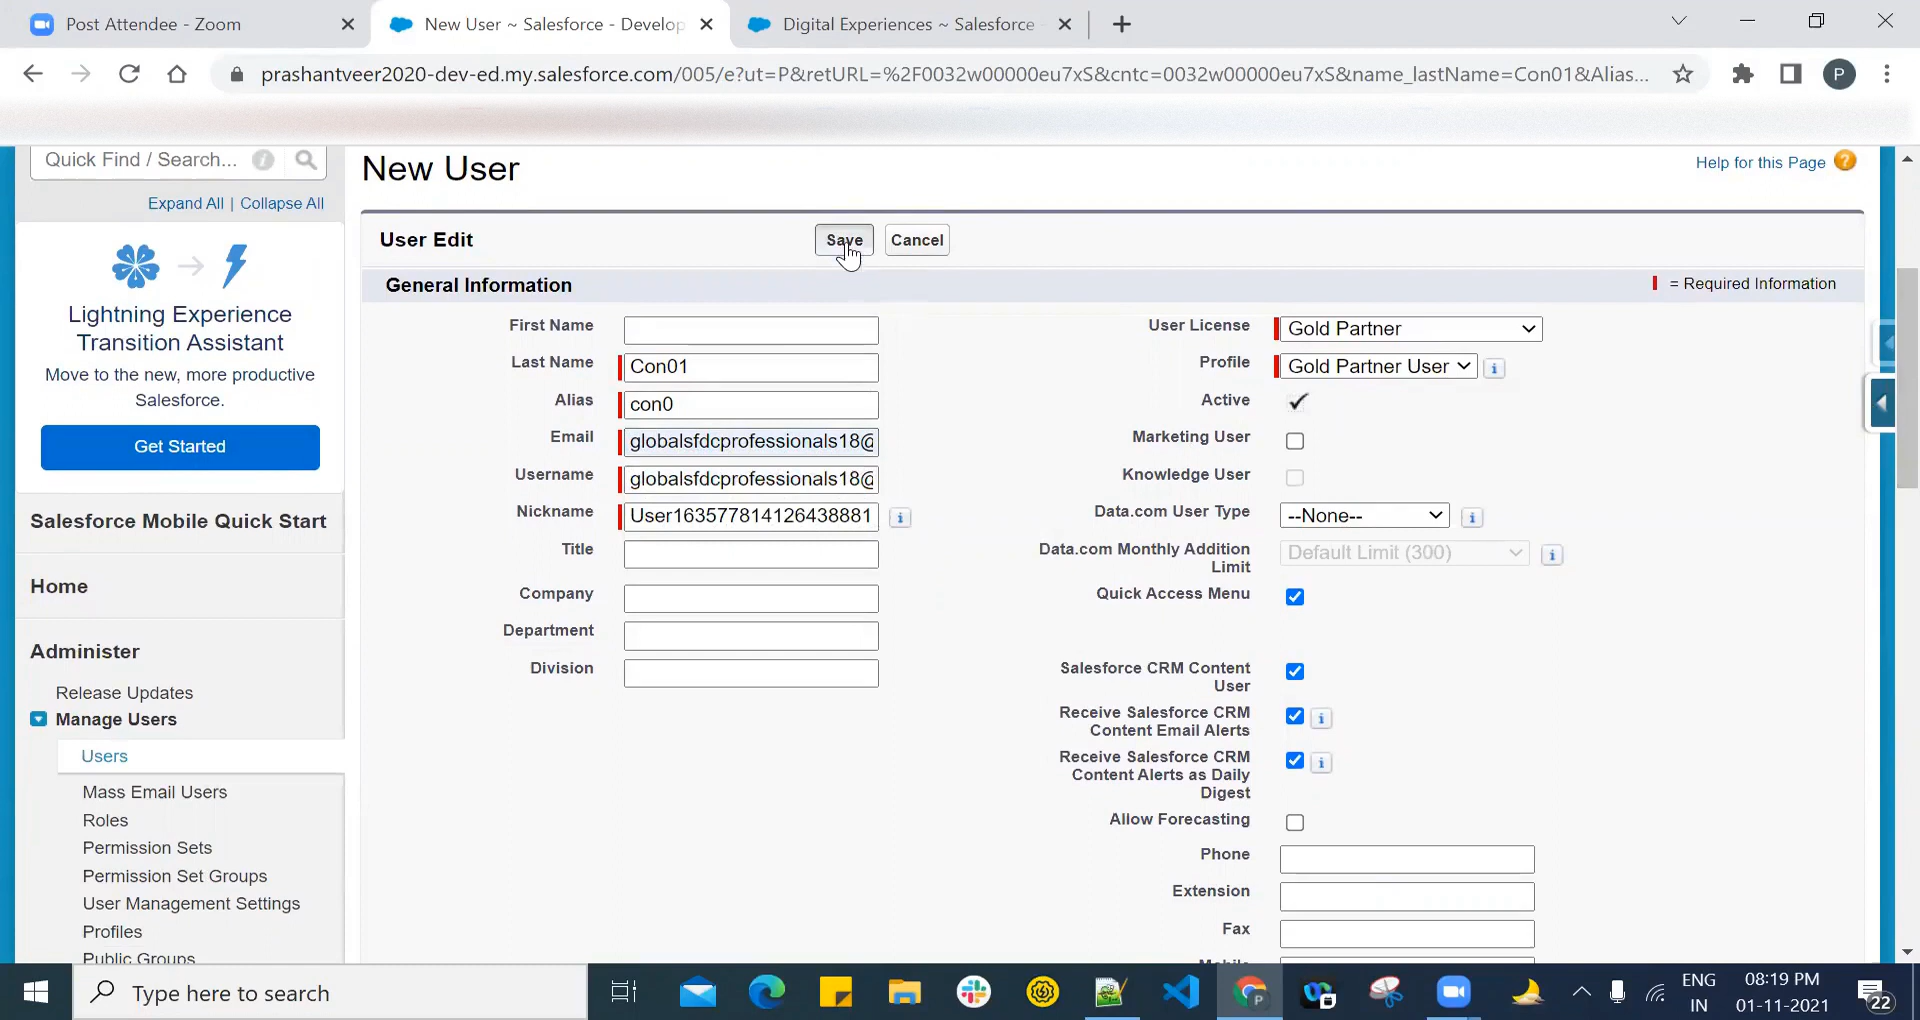 Post Attendee - Zoom
New User ~ Salesforce - Develop
Digital Experiences ~ Salesforce
prashantveer2020-dev-ed.my.salesforce.com/005/e?ut=P&retURL=%2F0032w00000eu7xS&cntc=0032w00000eu7xS&name_lastName=Con01&Alias...
P
Quick Find / Search...
Expand All | Collapse All
Lightning Experience
Transition Assistant
Move to the new, more productive
Salesforce.
Get Started
Salesforce Mobile Quick Start
Home
Administer
Release Updates
Manage Users
Users
Mass Email Users
Roles
Permission Sets
Permission Set Groups
User Management Settings
Profiles
Public Groups
New User
Help for this Page
User Edit
Save
Cancel
General Information
= Required Information
First Name
Last Name Con01
Alias con0
Email globalsfdcprofessionals18@
Username globalsfdcprofessionals18@
Nickname User163577814126438881
Title
Company
Department
Division
User License Gold Partner
Profile Gold Partner User
Active
Marketing User
Knowledge User
Data.com User Type --None--
Data.com Monthly Addition
Limit
Default Limit (300)
Quick Access Menu
Salesforce CRM Content
User
Receive Salesforce CRM
Content Email Alerts
Receive Salesforce CRM
Content Alerts as Daily
Digest
Allow Forecasting
Phone
Extension
Fax
Mobile
Type here to search
P
ENG
IN
08:19 PM
01-11-2021
22